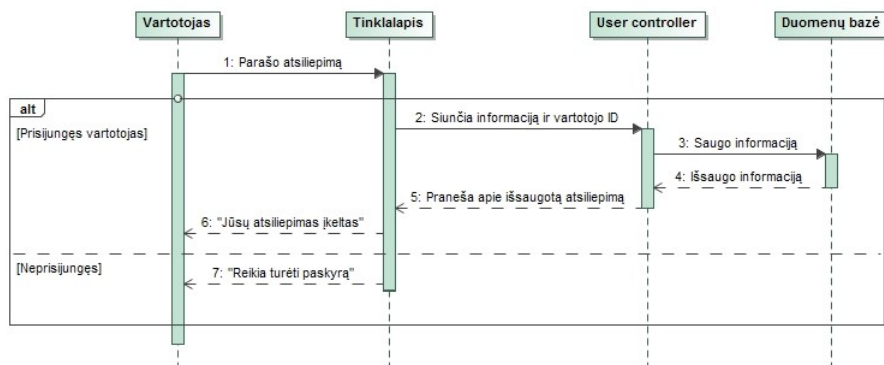 Vartotojas
Tinklalapis
User controller
Duomenų bazė
1: Parašo atsiliepimą
alt
[Prisijungęs vartotojas]
2: Siunčia informaciją ir vartotojo ID
3: Saugo informaciją
4: Išsaugo informaciją
5: Praneša apie išsaugotą atsiliepimą
6: "Jūsų atsiliepimas įkeltas"
[Neprisijungęs]
7: "Reikia turėti paskyrą"